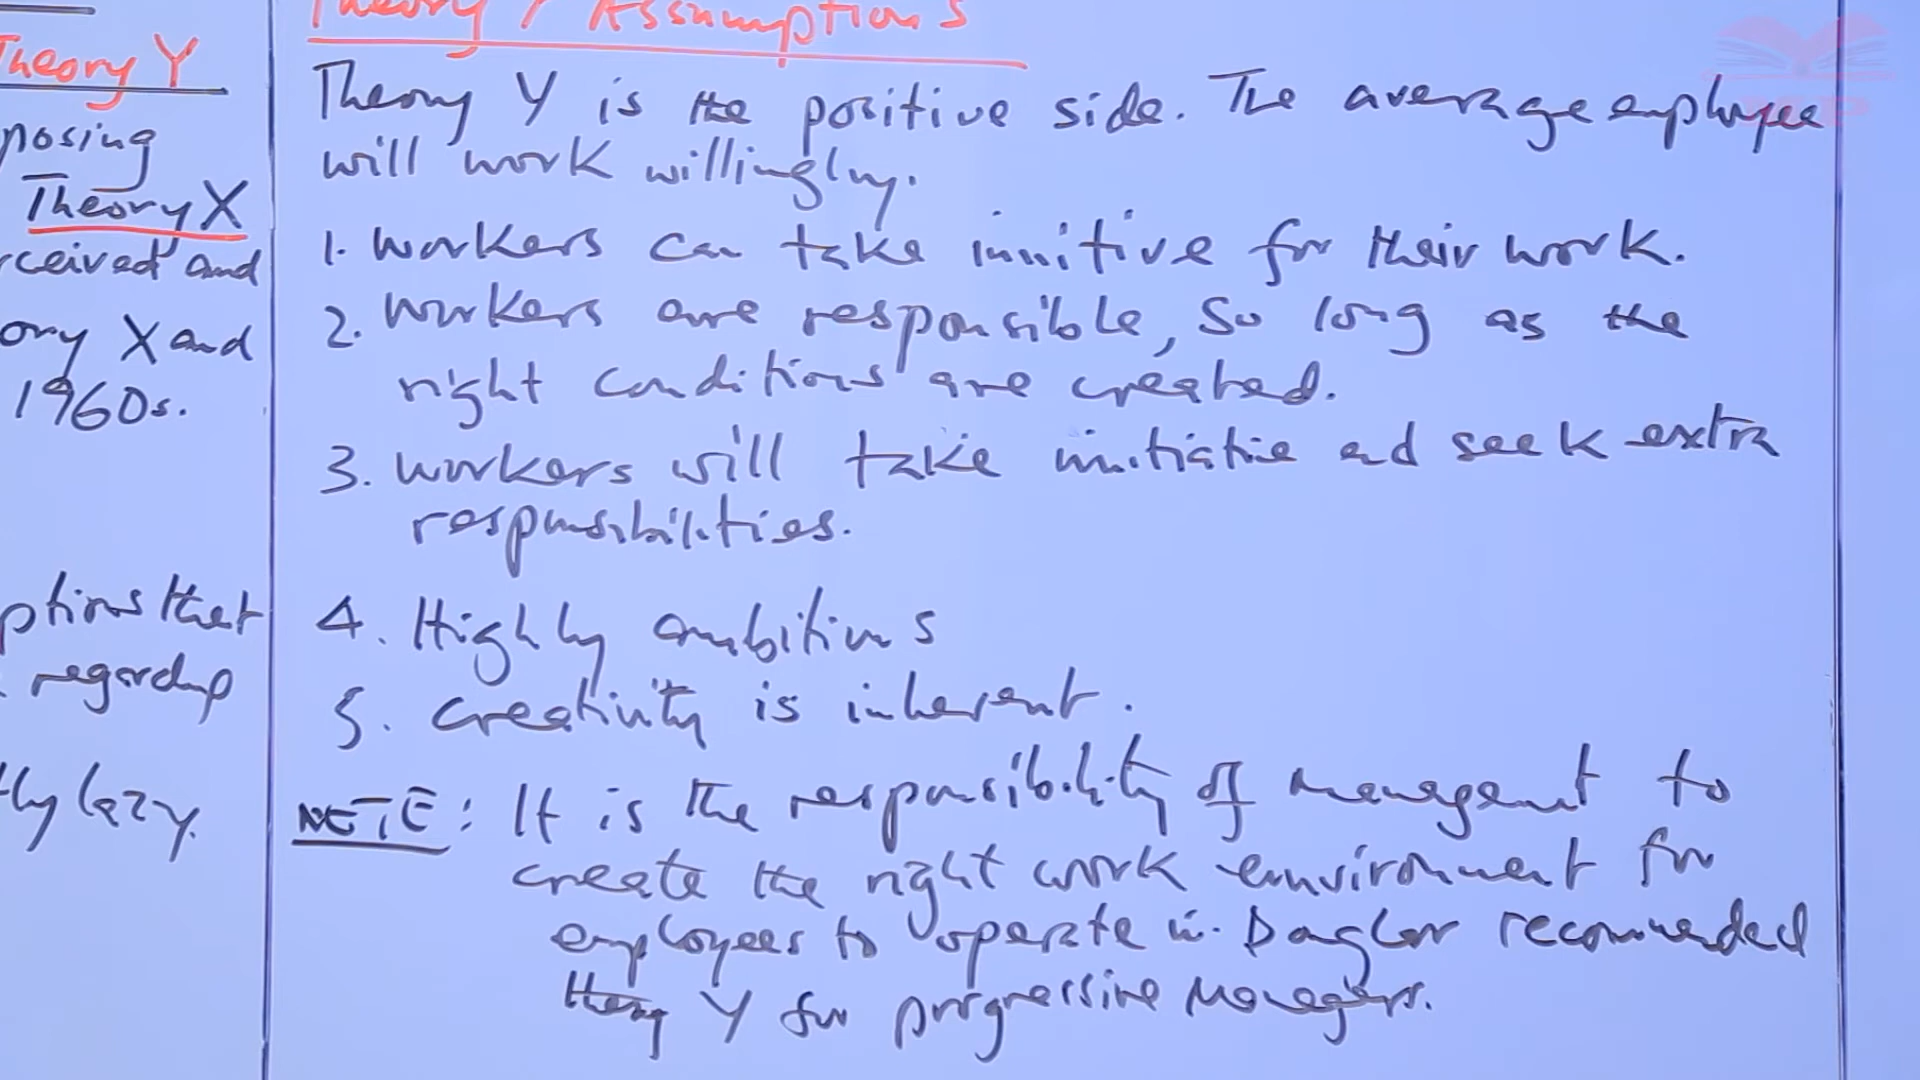 Theory Y
posing
Theory X
ceived and
ory X and
1960s.
ptions that
regarding
tly lazy.
Theory Y Assumptions
Theory Y is the positive side. The average employee
will work willingly.
1. Workers can take innitive for their work.
2. Workers are responsible, so long as the
right conditions are created.
3. Workers will take initiative and seek extra
responsibilities.
4. Highly ambitious
5. Creativity is inherent.
NOTE: It is the responsibility of management to
create the right work environment for
employees to operate in. Douglas recommended
theory Y for progressive Managers.